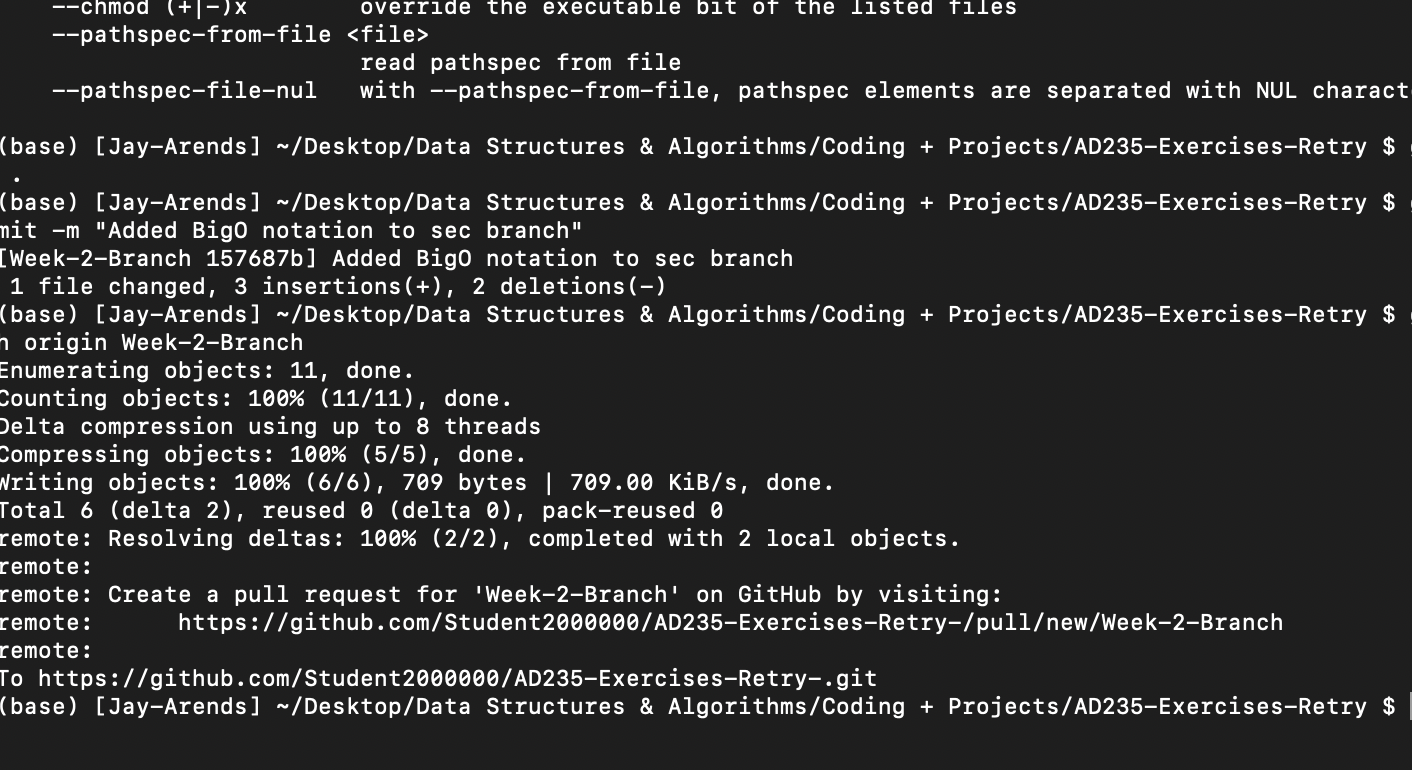 --chmod (+|-)x        override the executable bit of the listed files
--pathspec-from-file <file>
read pathspec from file
--pathspec-file-nul   with --pathspec-from-file, pathspec elements are separated with NUL charact
(base) [Jay-Arends] ~/Desktop/Data Structures & Algorithms/Coding + Projects/AD235-Exercises-Retry $
.
(base) [Jay-Arends] ~/Desktop/Data Structures & Algorithms/Coding + Projects/AD235-Exercises-Retry $
mit -m "Added BigO notation to sec branch"
[Week-2-Branch 157687b] Added BigO notation to sec branch
1 file changed, 3 insertions(+), 2 deletions(-)
(base) [Jay-Arends] ~/Desktop/Data Structures & Algorithms/Coding + Projects/AD235-Exercises-Retry $
h origin Week-2-Branch
Enumerating objects: 11, done.
Counting objects: 100% (11/11), done.
Delta compression using up to 8 threads
Compressing objects: 100% (5/5), done.
Writing objects: 100% (6/6), 709 bytes | 709.00 KiB/s, done.
Total 6 (delta 2), reused 0 (delta 0), pack-reused 0
remote: Resolving deltas: 100% (2/2), completed with 2 local objects.
remote:
remote: Create a pull request for 'Week-2-Branch' on GitHub by visiting:
remote:      https://github.com/Student2000000/AD235-Exercises-Retry-/pull/new/Week-2-Branch
remote:
To https://github.com/Student2000000/AD235-Exercises-Retry-.git
(base) [Jay-Arends] ~/Desktop/Data Structures & Algorithms/Coding + Projects/AD235-Exercises-Retry $